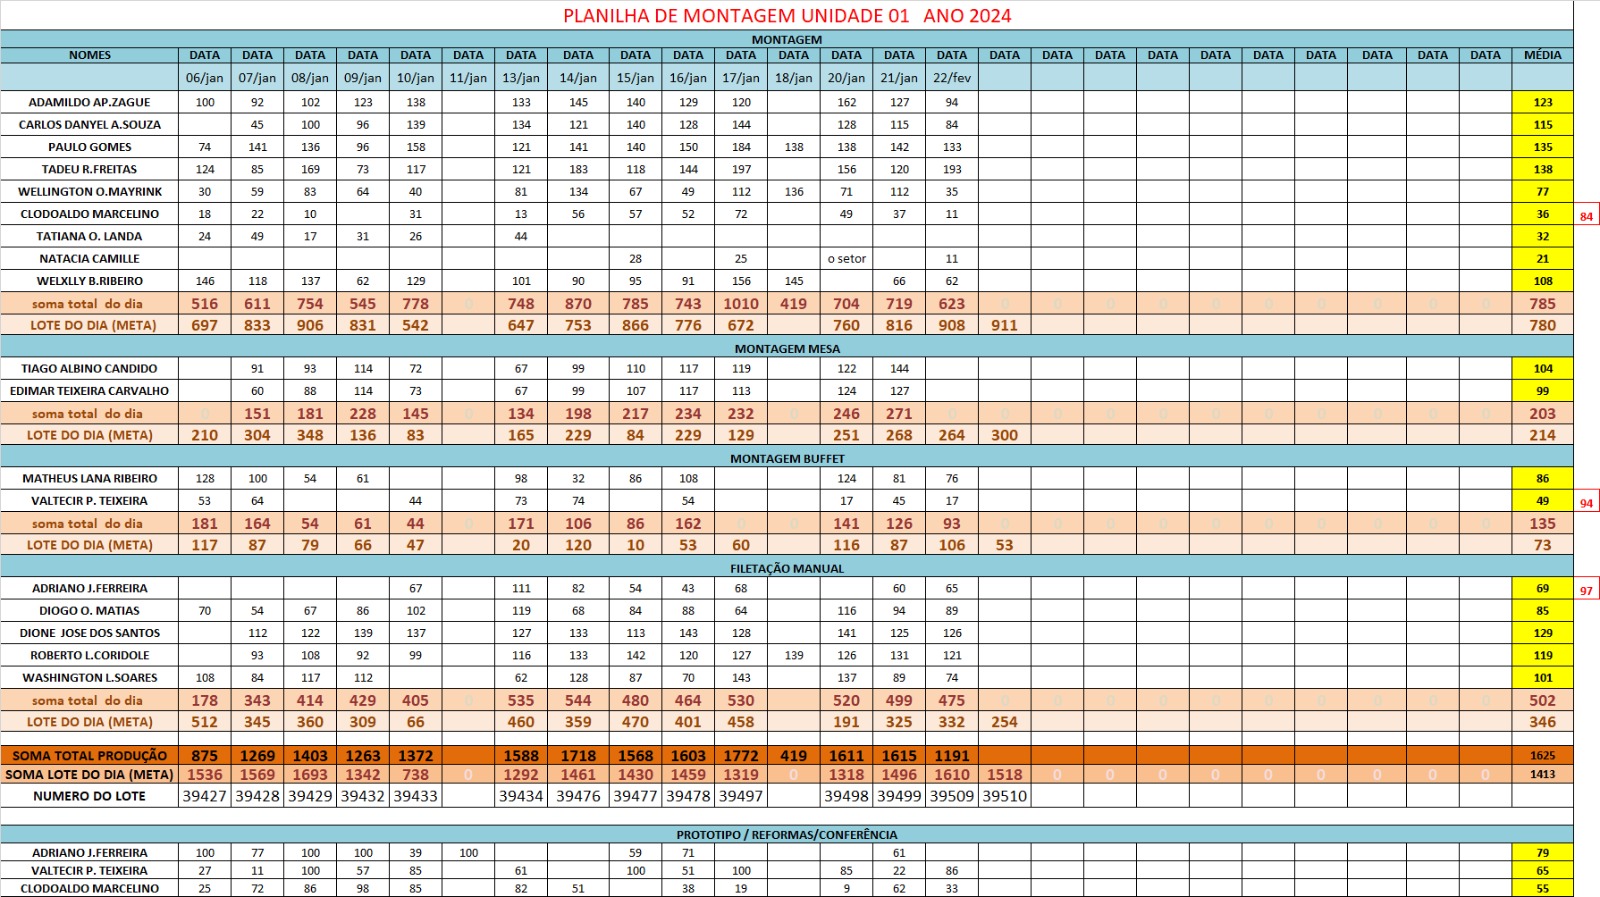 PLANILHA DE MONTAGEM UNIDADE 01 ANO 2024
MONTAGEM
NOMES DATA DATA DATA DATA DATA DATA DATA DATA DATA DATA DATA DATA DATA DATA DATA DATA DATA DATA DATA DATA DATA DATA DATA DATA DATA MÉDIA
06/jan 07/jan 08/jan 09/jan 10/jan 11/jan 13/jan 14/jan 15/jan 16/jan 17/jan 18/jan 20/jan 21/jan 22/fev
ADAMILDO AP.ZAGUE 100 92 102 123 138 133 145 140 129 120 162 127 94 123
CARLOS DANYEL A.SOUZA 45 100 96 139 134 121 140 128 144 128 115 84 115
PAULO GOMES 74 141 136 96 158 121 141 140 150 184 138 138 142 133 135
TADEU R.FREITAS 124 85 169 73 117 121 183 118 144 197 156 120 193 138
WELLINGTON O.MAYRINK 30 59 83 64 40 81 134 67 49 112 136 71 112 35 77
CLODOALDO MARCELINO 18 22 10 31 13 56 57 52 72 49 37 11 36 84
TATIANA O. LANDA 24 49 17 31 26 44 32
NATACIA CAMILLE 28 25 o setor 11 21
WELXLLY B.RIBEIRO 146 118 137 62 129 101 90 95 91 156 145 66 62 108
soma total do dia 516 611 754 545 778 0 748 870 785 743 1010 419 704 719 623 0 0 0 0 0 0 0 0 0 0 785
LOTE DO DIA (META) 697 833 906 831 542 647 753 866 776 672 760 816 908 911 780
MONTAGEM MESA
TIAGO ALBINO CANDIDO 91 93 114 72 67 99 110 117 119 122 144 104
EDIMAR TEIXEIRA CARVALHO 60 88 114 73 67 99 107 117 113 124 127 99
soma total do dia 0 151 181 228 145 0 134 198 217 234 232 0 246 271 0 0 0 0 0 0 0 0 0 0 0 203
LOTE DO DIA (META) 210 304 348 136 83 165 229 84 229 129 251 268 264 300 214
MONTAGEM BUFFET
MATHEUS LANA RIBEIRO 128 100 54 61 98 32 86 108 124 81 76 86
VALTECIR P. TEIXEIRA 53 64 44 73 74 54 17 45 17 49 94
soma total do dia 181 164 54 61 44 0 171 106 86 162 0 0 141 126 93 0 0 0 0 0 0 0 0 0 0 135
LOTE DO DIA (META) 117 87 79 66 47 20 120 10 53 60 116 87 106 53 73
FILETAÇÃO MANUAL
ADRIANO J.FERREIRA 67 111 82 54 43 68 60 65 69 97
DIOGO O. MATIAS 70 54 67 86 102 119 68 84 88 64 116 94 89 85
DIONE JOSE DOS SANTOS 112 122 139 137 127 133 113 143 128 141 125 126 129
ROBERTO L.CORIDOLE 93 108 92 99 116 133 142 120 127 139 126 131 121 119
WASHINGTON L.SOARES 108 84 117 112 62 128 87 70 143 137 89 74 101
soma total do dia 178 343 414 429 405 0 535 544 480 464 530 520 499 475 0 0 0 0 0 0 0 0 0 0 502
LOTE DO DIA (META) 512 345 360 309 66 460 359 470 401 458 191 325 332 254 346
SOMA TOTAL PRODUÇÃO 875 1269 1403 1263 1372 1588 1718 1568 1603 1772 419 1611 1615 1191 1625
SOMA LOTE DO DIA (META) 1536 1569 1693 1342 738 0 1292 1461 1430 1459 1319 0 1318 1496 1610 1518 0 0 0 0 0 0 0 0 0 1413
NUMERO DO LOTE 39427 39428 39429 39432 39433 39434 39476 39477 39478 39497 39498 39499 39509 39510
PROTOTIPO / REFORMAS/CONFERÊNCIA
ADRIANO J.FERREIRA 100 77 100 100 39 100 59 71 61 79
VALTECIR P. TEIXEIRA 27 11 100 57 85 61 100 51 100 85 22 86 65
CLODOALDO MARCELINO 25 72 86 98 85 82 51 38 19 9 62 33 55